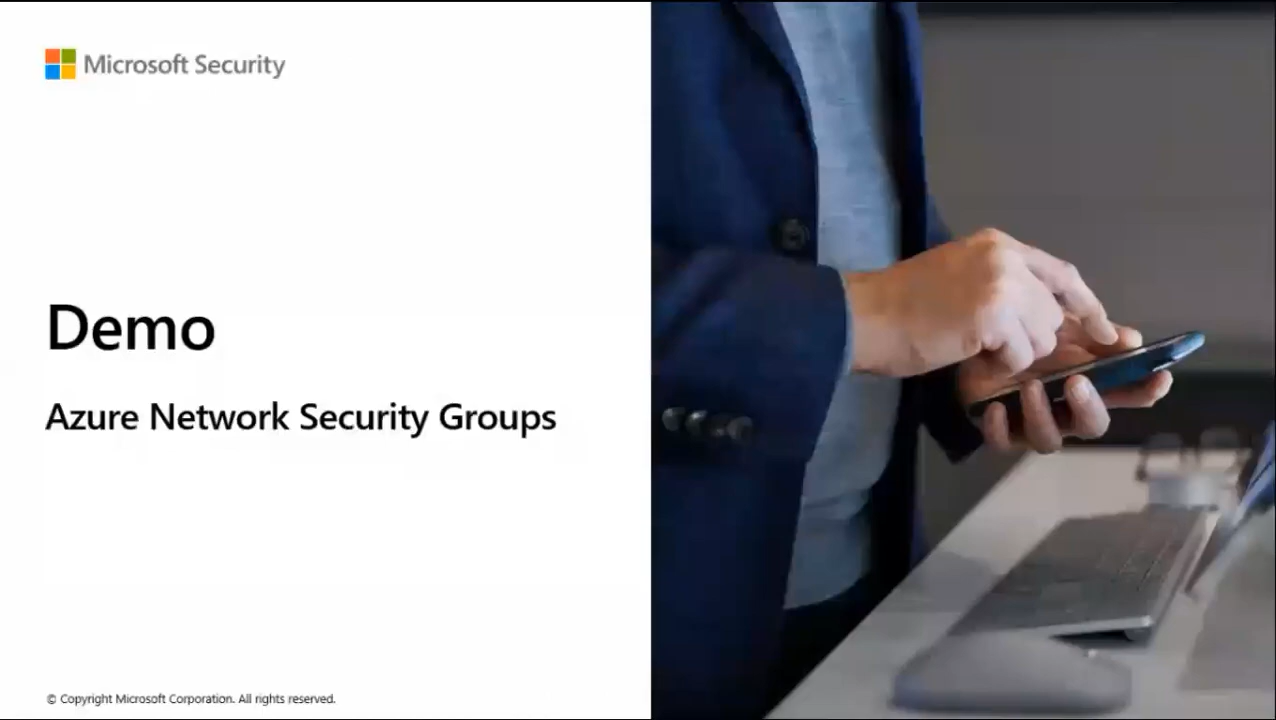 Microsoft Security
Demo
Azure Network Security Groups
© Copyright Microsoft Corporation. All rights reserved.